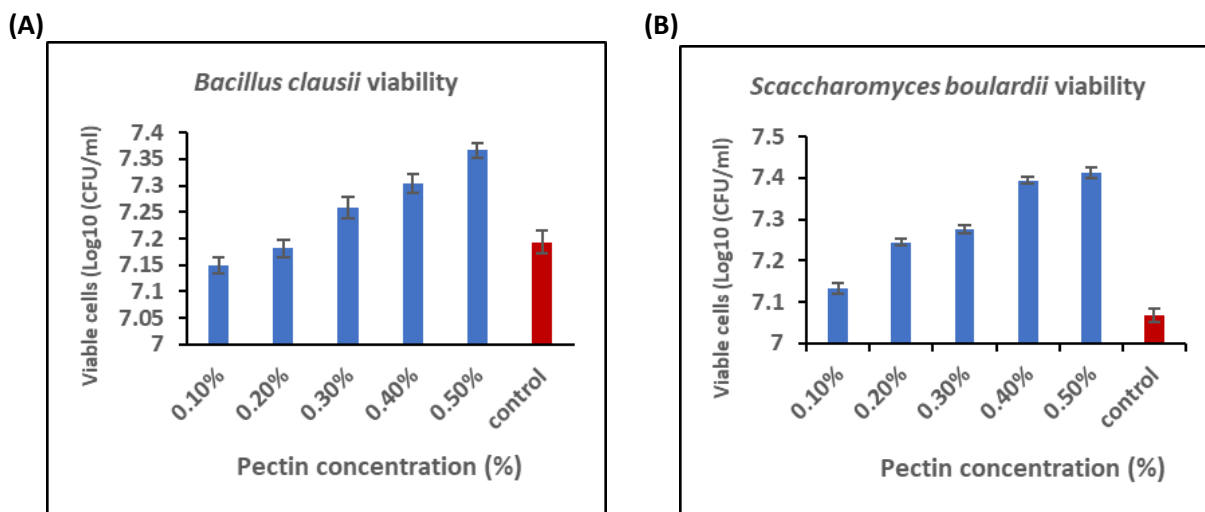 (A)
Bacillus clausii viability
Viable cells (Log10 (CFU/ml)
7.4
7.35
7.3
7.25
7.2
7.15
7.1
7.05
7
0.10%
0.20%
0.30%
0.40%
0.50%
control
Pectin concentration (%)
(B)
Scaccharomyces boulardii viability
Viable cells (Log10 (CFU/ml)
7.5
7.4
7.3
7.2
7.1
7
0.10%
0.20%
0.30%
0.40%
0.50%
control
Pectin concentration (%)